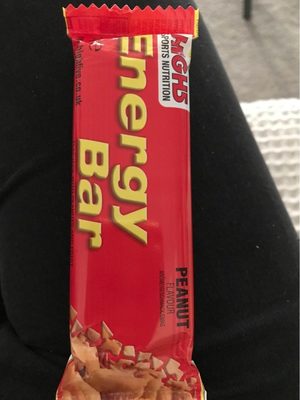 HIGH5
SPORTS NUTRITION
Energy
Bar
PEANUT
FLAVOUR